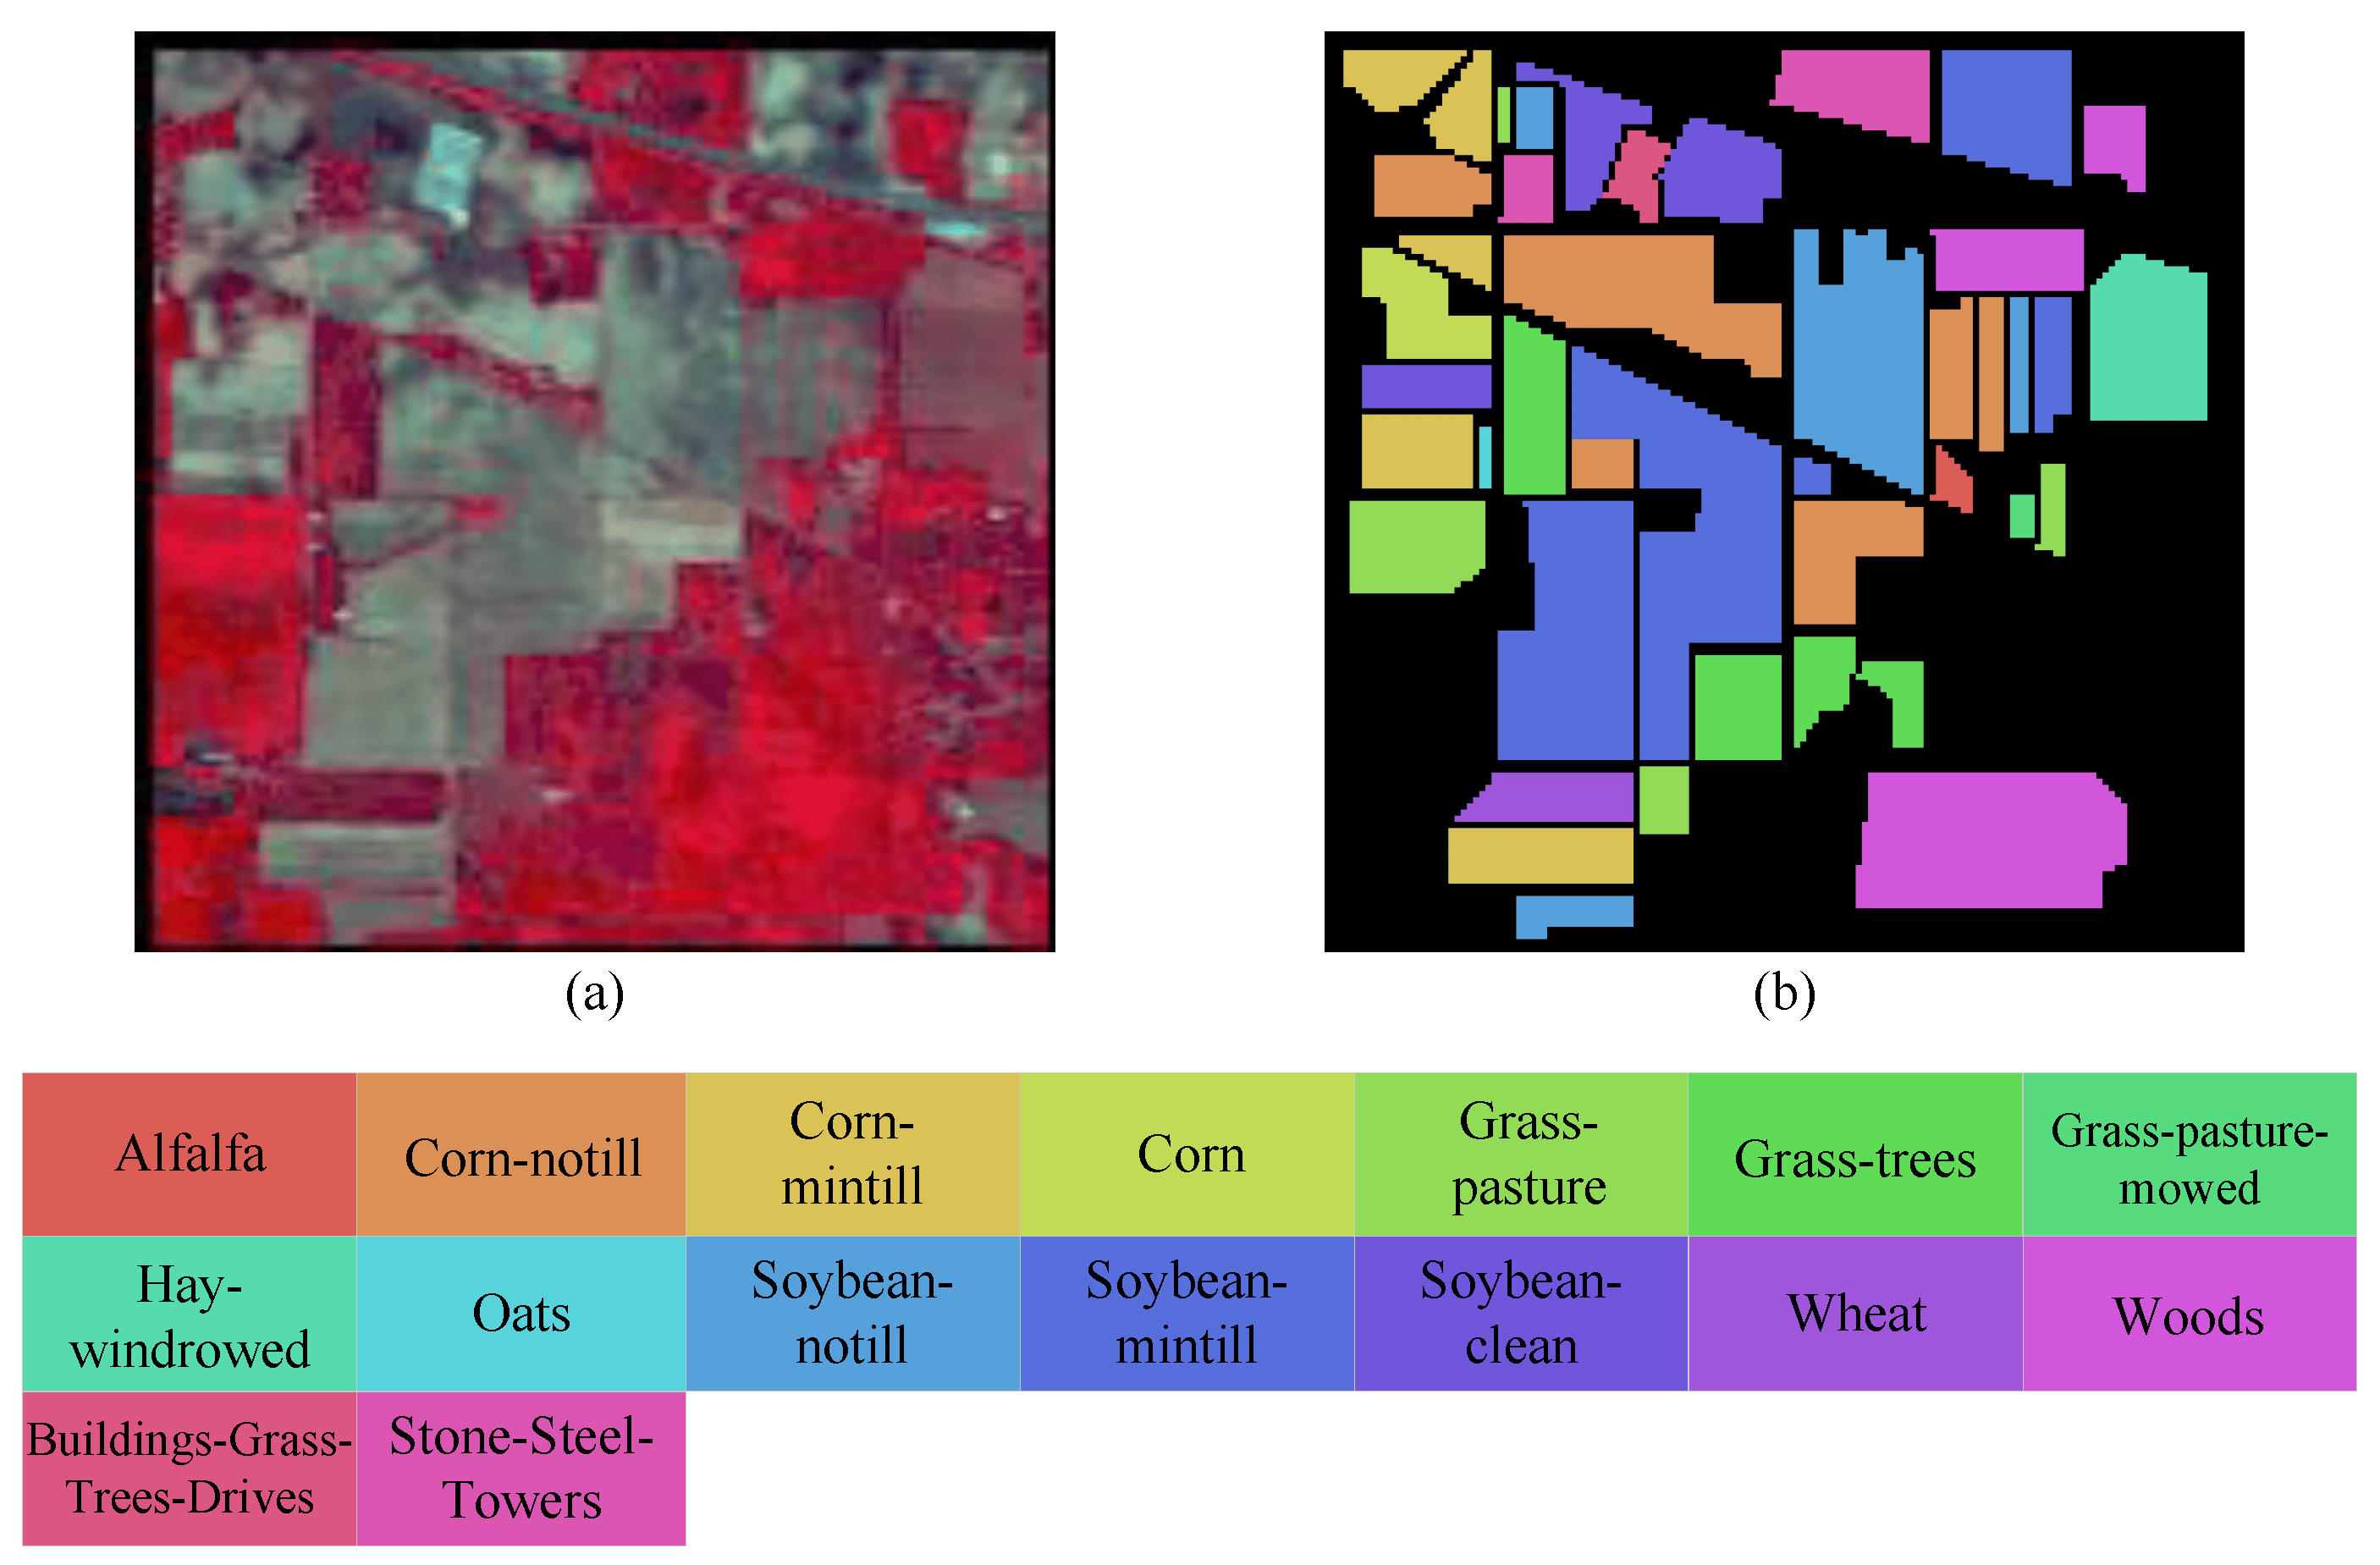 (a)
(b)
Alfalfa
Corn-notill
Corn-
mintill
Corn
Grass-
pasture
Grass-trees
Grass-pasture-
mowed
Hay-
windrowed
Oats
Soybean-
notill
Soybean-
mintill
Soybean-
clean
Wheat
Woods
Buildings-Grass-
Trees-Drives
Stone-Steel-
Towers